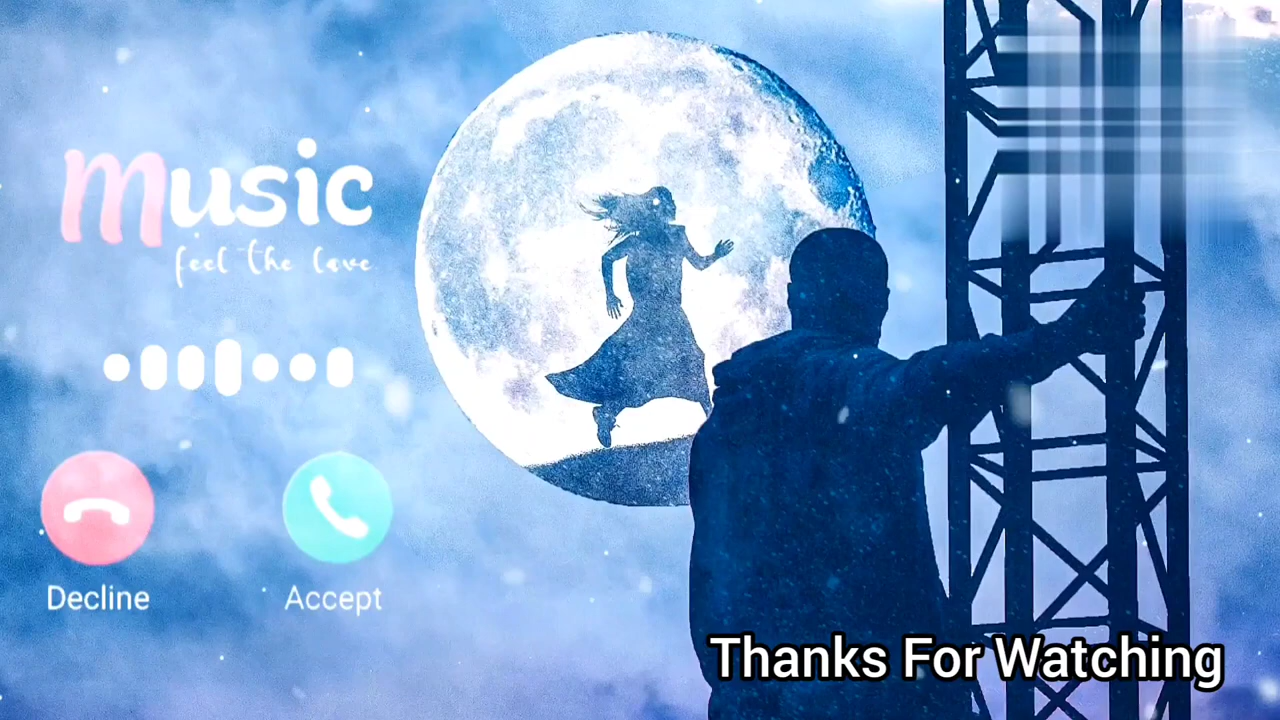 Music
feel the love
Decline
Accept
Thanks For Watching